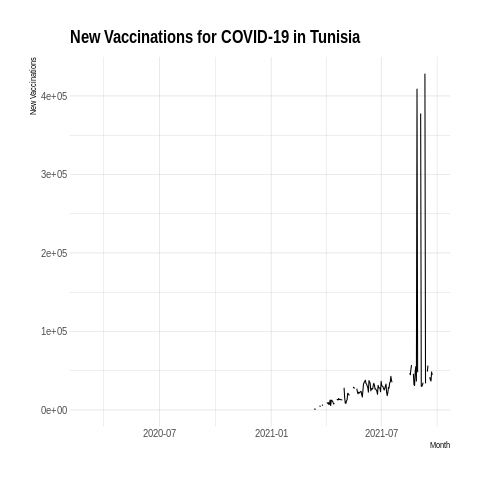 New Vaccinations for COVID-19 in Tunisia
New Vaccinations
4e+05
3e+05
2e+05
1e+05
0e+00
2020-07
2021-01
2021-07
Month